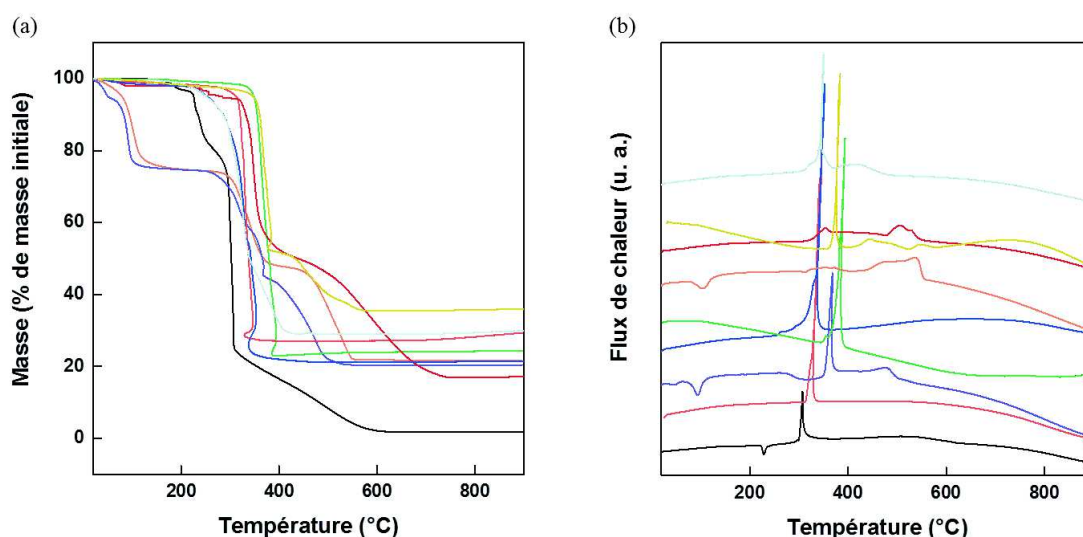 (a)
100
80
60
40
20
0
Masse (% de masse initiale)
200 400 600 800
Température (°C)
(b)
Flux de chaleur (u. a.)
200 400 600 800
Température (°C)